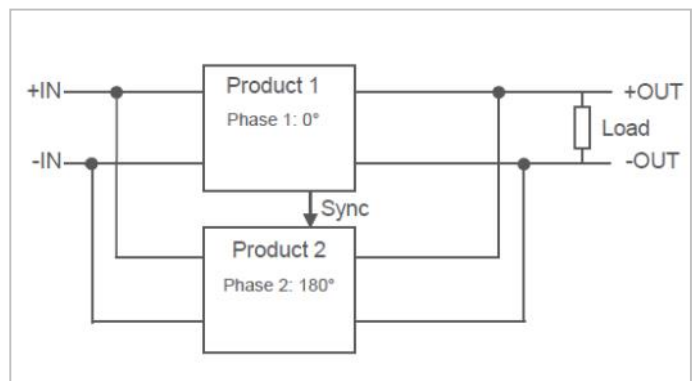 +IN
Product 1
Phase 1: 0°
+OUT
Load
-IN
-OUT
Sync
Product 2
Phase 2: 180°